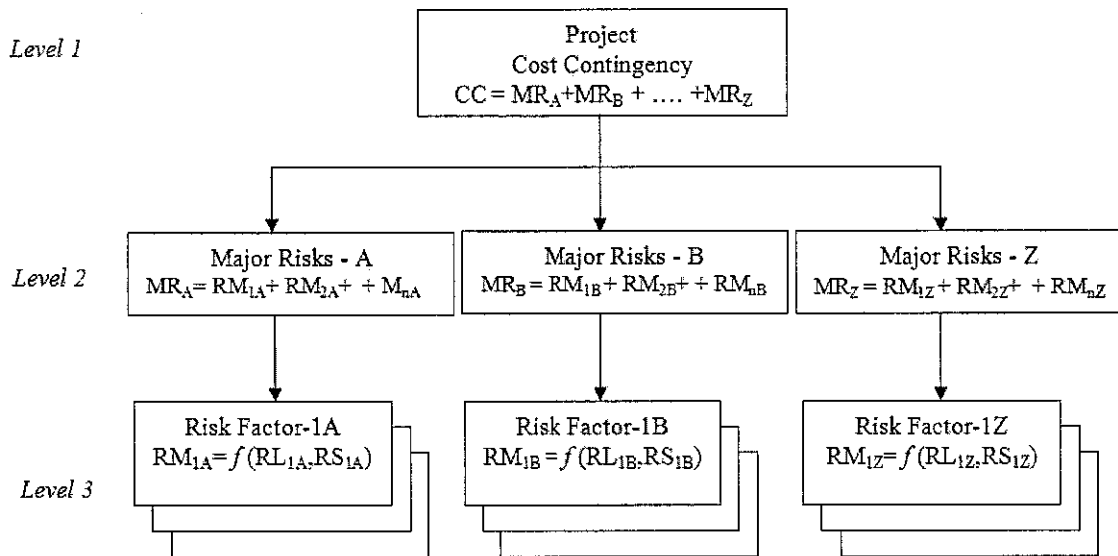 Level 1
Project
Cost Contingency
CC = MR_A+MR_B + .... +MR_Z
Level 2
Major Risks - A
MR_A= RM_1A+ RM_2A+ + M_nA
Major Risks - B
MR_B= RM_1B+ RM_2B+ + RM_nB
Major Risks - Z
MR_Z = RM_1Z+ RM_2Z+ + RM_nZ
Level 3
Risk Factor-1A
RM_1A= f (RL_1A,RS_1A)
Risk Factor-1B
RM_1B = f (RL_1B,RS_1B)
Risk Factor-1Z
RM_1Z= f (RL_1Z,RS_1Z)